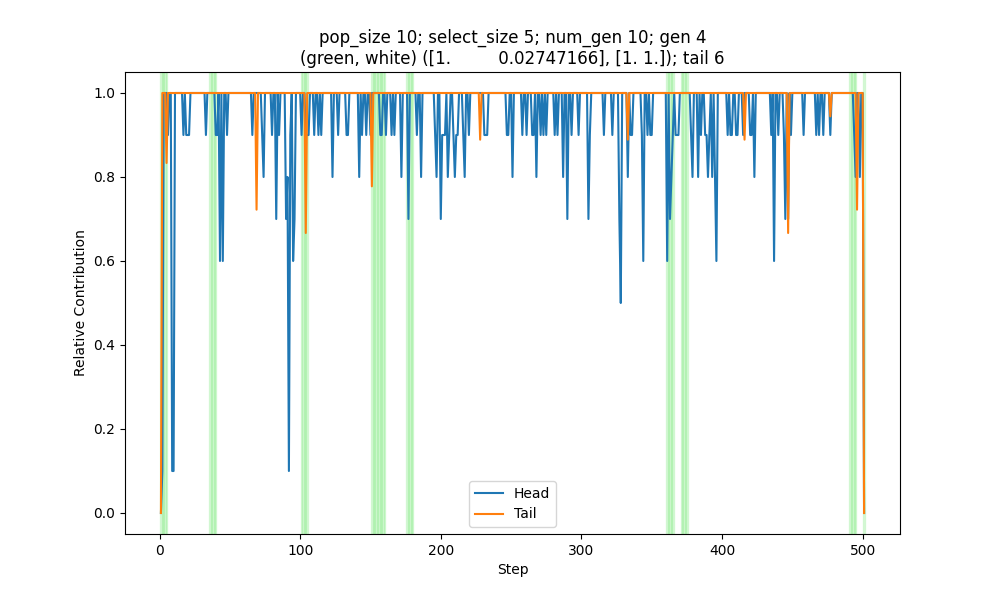 pop_size 10; select_size 5; num_gen 10; gen 4
(green, white) ([1.          0.02747166], [1. 1.]); tail 6
1.0
0.8
0.6
0.4
0.2
0.0
Relative Contribution
Head
Tail
0
100
200
300
400
500
Step